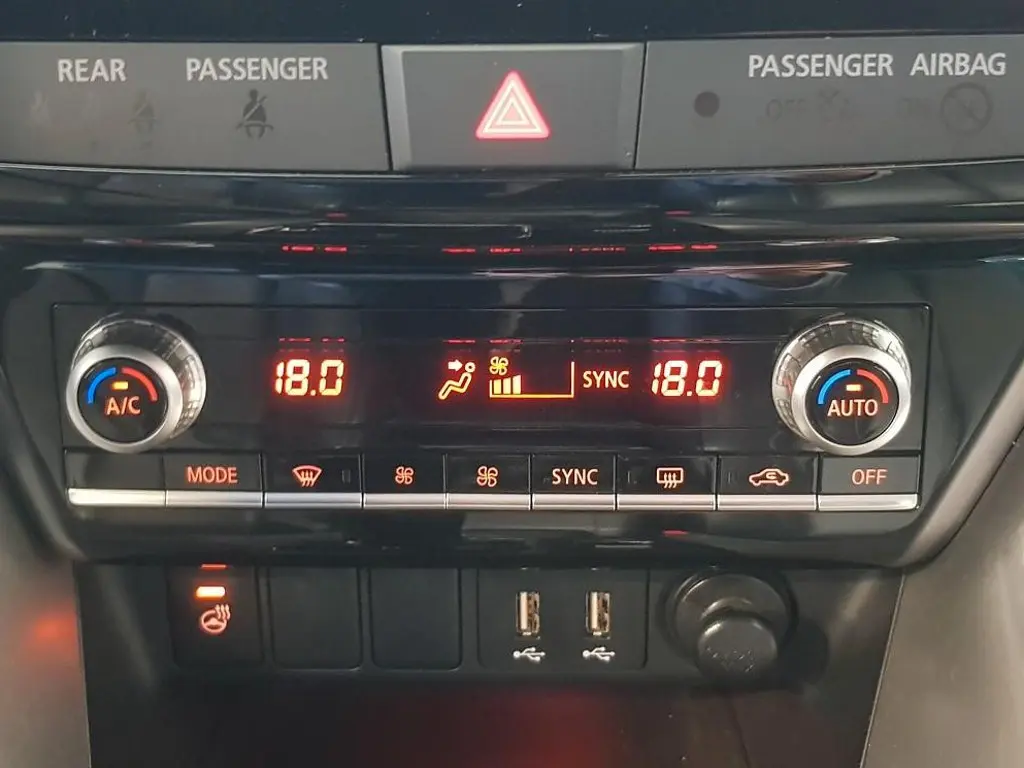 REAR PASSENGER
PASSENGER AIRBAG
18.0
SYNC 18.0
A/C
AUTO
MODE
SYNC
OFF